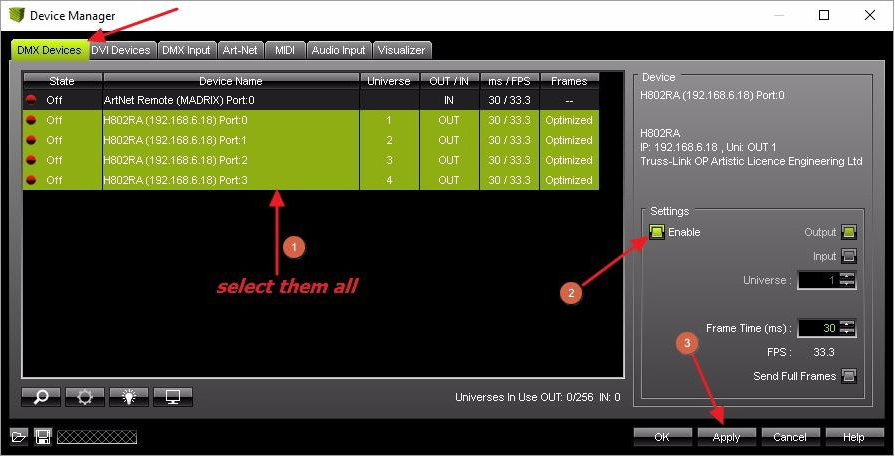 Device Manager
DMX Devices DVI Devices DMX Input Art-Net MIDI Audio Input Visualizer
State Device Name Universe OUT / IN ms / FPS Frames
Off ArtNet Remote (MADRIX) Port:0 IN 30 / 33.3 --
Off H802RA (192.168.6.18) Port:0 1 OUT 30 / 33.3 Optimized
Off H802RA (192.168.6.18) Port:1 2 OUT 30 / 33.3 Optimized
Off H802RA (192.168.6.18) Port:2 3 OUT 30 / 33.3 Optimized
Off H802RA (192.168.6.18) Port:3 4 OUT 30 / 33.3 Optimized
1
select them all
Universes In Use OUT: 0/256 IN: 0
Device
H802RA (192.168.6.18) Port:0
H802RA
IP: 192.168.6.18 , Uni: OUT 1
Truss-Link OP Artistic Licence Engineering Ltd
Settings
Enable Output
Input
2
Universe : 1
Frame Time (ms) : 30
3
FPS : 33.3
Send Full Frames
OK Apply Cancel Help